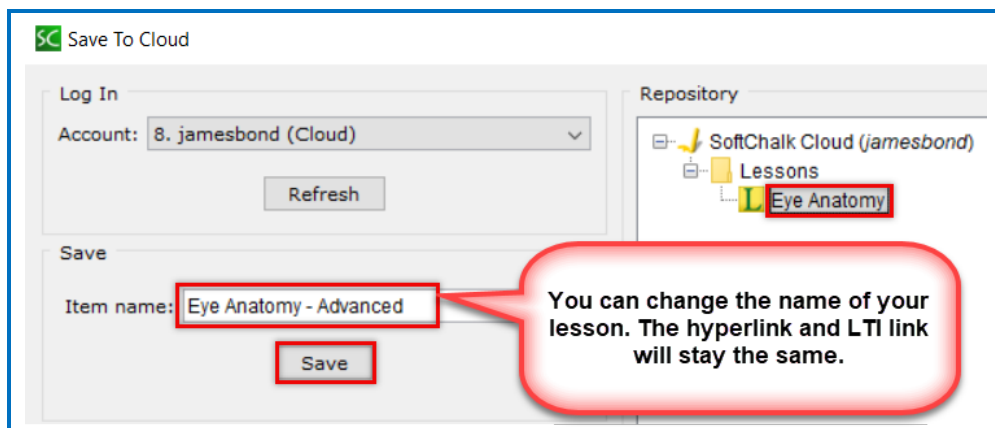 SC Save To Cloud
Log In
Account: 8. jamesbond (Cloud)
Refresh
Save
Item name: Eye Anatomy - Advanced
Save
Repository
SoftChalk Cloud (jamesbond)
Lessons
L Eye Anatomy
You can change the name of your
lesson. The hyperlink and LTI link
will stay the same.